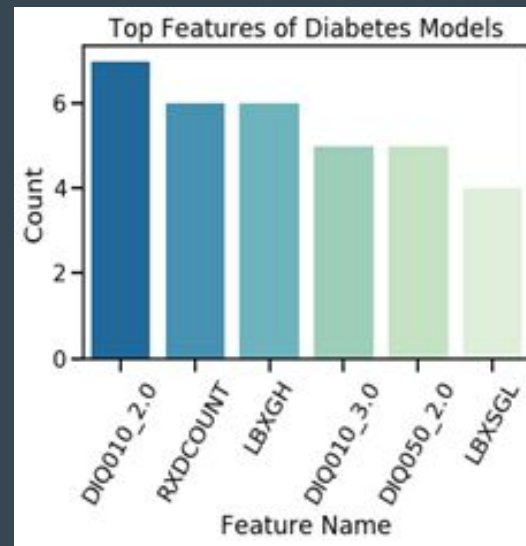 Top Features of Diabetes Models
Count
6
4
2
0
DIQ010_2.0
RXDCOUNT
LBXGH
DIQ010_3.0
DIQ050_2.0
LBXSGL
Feature Name